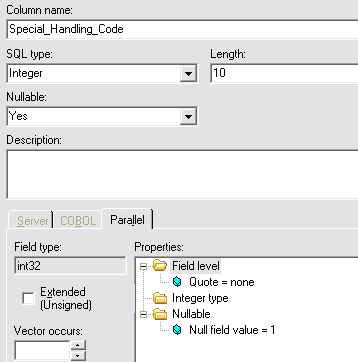 Column name:
Special_Handling_Code
SQL type:
Length:
Integer
10
Nullable:
Yes
Description:
Server
COBOL
Parallel
Field type:
Properties:
int32
Field level
Quote = none
Extended
(Unsigned)
Integer type
Nullable
Null field value = 1
Vector occurs: